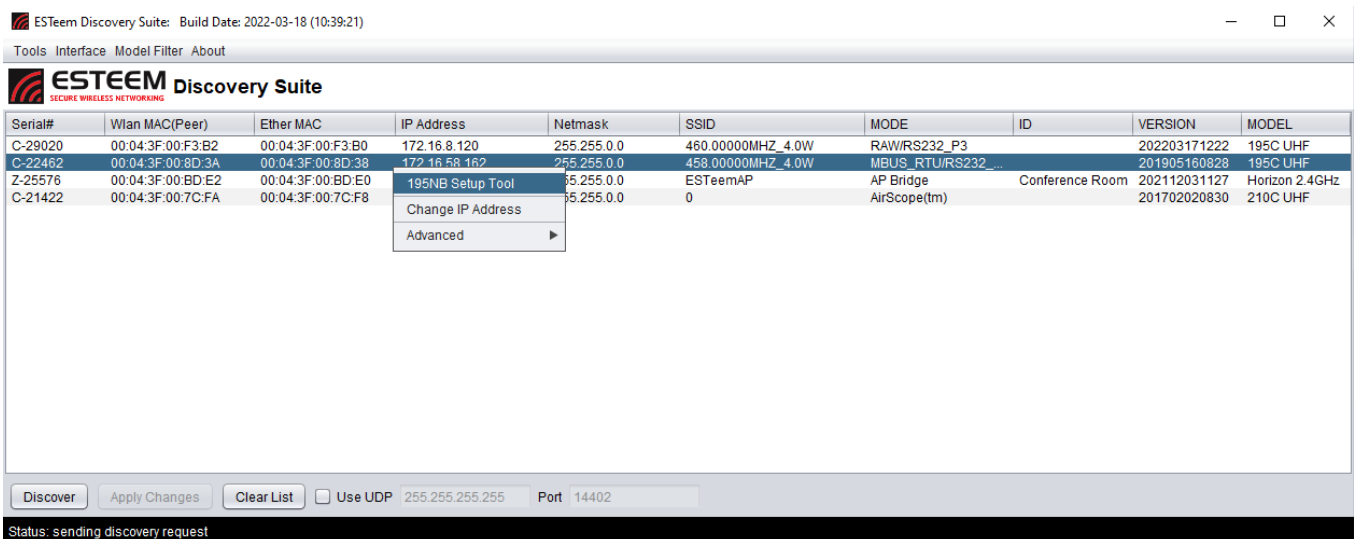 ESTeem Discovery Suite: Build Date: 2022-03-18 (10:39:21)
Tools Interface Model Filter About
ESTEEM Discovery Suite
SECURE WIRELESS NETWORKING
Serial# Wlan MAC(Peer) Ether MAC IP Address Netmask SSID MODE ID VERSION MODEL
C-29020 00:04:3F:00:F3:B2 00:04:3F:00:F3:B0 172.16.8.120 255.255.0.0 460.00000MHZ_4.0W RAW/RS232_P3 202203171222 195C UHF
C-22462 00:04:3F:00:8D:3A 00:04:3F:00:8D:38 172.16.58.162 255.255.0.0 458.00000MHZ_4.0W MBUS_RTU/RS232_... 201905160828 195C UHF
Z-25576 00:04:3F:00:BD:E2 00:04:3F:00:BD:E0 55.255.0.0 ESTeemAP AP Bridge Conference Room 202112031127 Horizon 2.4GHz
C-21422 00:04:3F:00:7C:FA 00:04:3F:00:7C:F8 55.255.0.0 0 AirScope(tm) 201702020830 210C UHF
195NB Setup Tool
Change IP Address
Advanced
Discover Apply Changes Clear List Use UDP 255.255.255.255 Port 14402
Status: sending discovery request